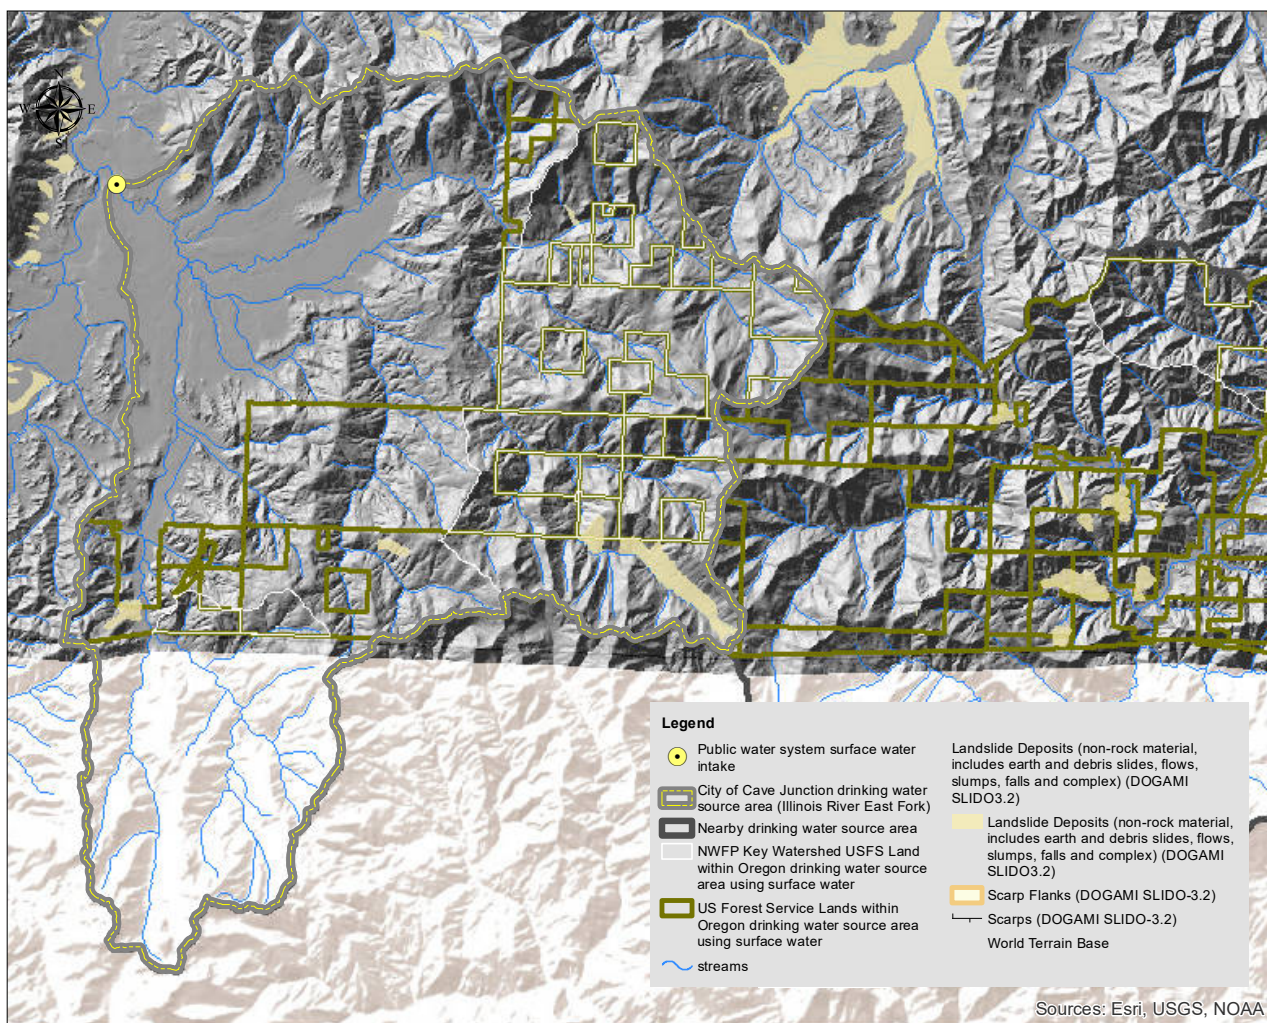 N
W
E
S
Legend
Public water system surface water
intake
City of Cave Junction drinking water
source area (Illinois River East Fork)
Nearby drinking water source area
NWFP Key Watershed USFS Land
within Oregon drinking water source
area using surface water
US Forest Service Lands within
Oregon drinking water source area
using surface water
streams
Landslide Deposits (non-rock material,
includes earth and debris slides, flows,
slumps, falls and complex) (DOGAMI
SLIDO3.2)
Landslide Deposits (non-rock material,
includes earth and debris slides, flows,
slumps, falls and complex) (DOGAMI
SLIDO3.2)
Scarp Flanks (DOGAMI SLIDO-3.2)
Scarps (DOGAMI SLIDO-3.2)
World Terrain Base
Sources: Esri, USGS, NOAA